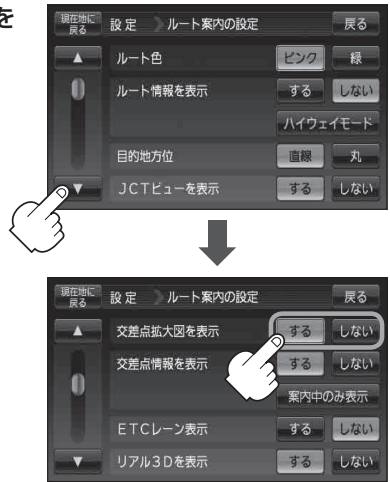 を
現在地に
戻る
設定 ルート案内の設定 戻る
▲ ルート色 ピンク 緑
ルート情報を表示 する しない
ハイウェイモード
目的地方位 直線 丸
▼ JCTビューを表示 する しない
現在地に
戻る
設定 ルート案内の設定 戻る
▲ 交差点拡大図を表示 する しない
交差点情報を表示 する しない
案内中のみ表示
ETCレーン表示 する しない
▼ リアル3Dを表示 する しない